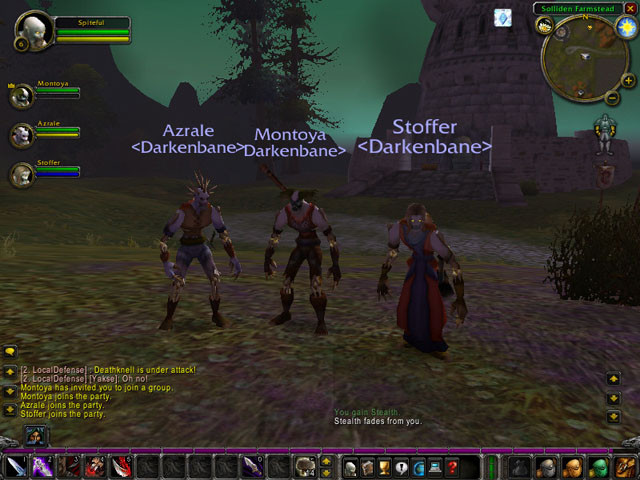 Spiteful
6
Solliden Farmstead
N
Montoya
Azrale
Stoffer
Azrale
<Darkenbane>
Montoya
Darkenbane>
Stoffer
<Darkenbane>
[2. LocalDefense] : Deathknell is under attack!
[2. LocalDefense] [Yakse]: Oh no!
Montoya has invited you to join a group.
Montoya joins the party.
Azrale joins the party.
Stoffer joins the party.
You gain Stealth.
Stealth fades from you.